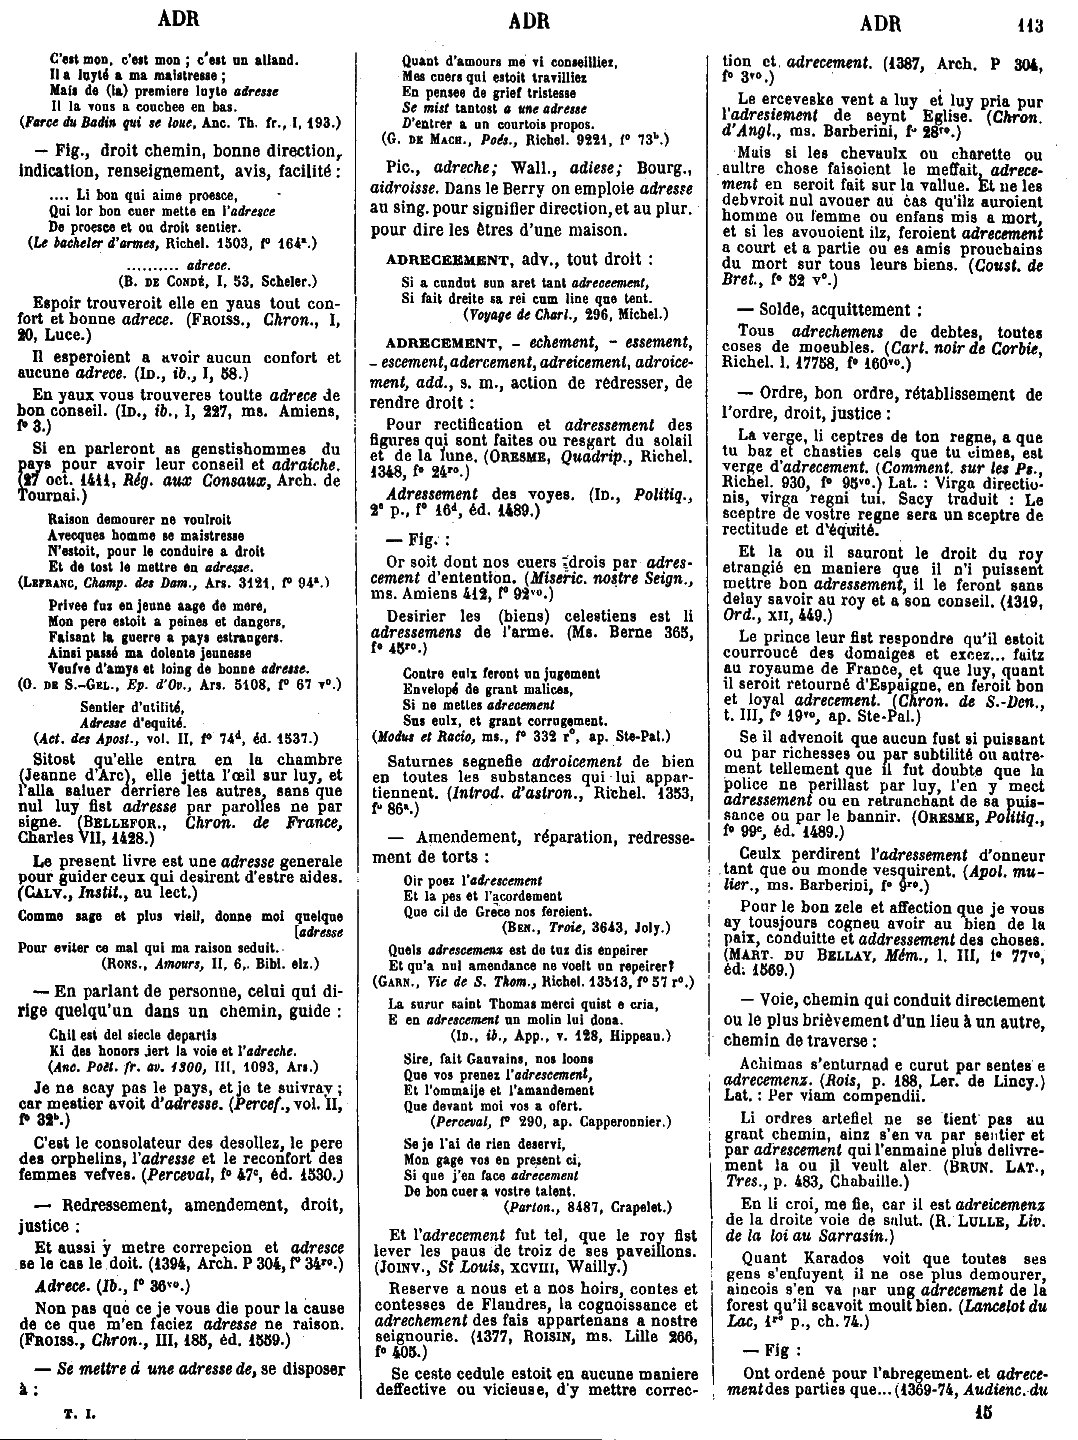 ADR
C'est mon, c'est mon ; c'est un alland.
Il a luyté a ma maistresse ;
Mais de (la) premiere luyte adresse
Il la vous a couchee en bas.
(Farce du Badin qui se loue, Anc. Th. fr., I, 193.)
— Fig., droit chemin, bonne direction,
indication, renseignement, avis, facilité :
.... Li bon qui aime proesce,
Qui lor bon cuer mette en l'adresce
De proesce et ou droit sentier.
(Le bacheler d'armes, Richel. 1503, f° 164ª.)
.......... adrece.
(B. DE CONDÉ, I, 53, Scheler.)
Espoir trouveroit elle en yaus tout con-
fort et bonne adrece. (FROISS., Chron., I,
20, Luce.)
Il esperoient a avoir aucun confort et
aucune adrece. (ID., ib., I, 58.)
En yaux vous trouveres toutte adrece de
bon conseil. (ID., ib., I, 227, ms. Amiens,
f° 3.)
Si en parleront as genstishommes du
pays pour avoir leur conseil et adraiche.
(27 oct. 1411, Rég. aux Consaux, Arch. de
Tournai.)
Raison demourer ne voulroit
Avecques homme se maistresse
N'estoit, pour le conduire a droit
Et de tost le mettre en adresse.
(LEFRANC, Champ. des Dam., Ars. 3121, f° 94ª.)
Privee fuz en jeune aage de mere,
Mon pere estoit a peines et dangers,
Faisant la guerre a pays estrangers.
Ainsi passé ma dolente jeunesse
Veufve d'amys et loing de bonne adresse.
(O. DE S.-GEL., Ep. d'Ov., Ars. 5108, f° 67 v°.)
Sentier d'utilité,
Adresse d'equité.
(Act. des Apost., vol. II, f° 74ᵈ, éd. 1537.)
Sitost qu'elle entra en la chambre
(Jeanne d'Arc), elle jetta l'œil sur luy, et
l'alla saluer derriere les autres, sans que
nul luy fist adresse par parolles ne par
signe. (BELLEFOR., Chron. de France,
Charles VII, 1428.)
Le present livre est une adresse generale
pour guider ceux qui desirent d'estre aides.
(CALV., Instit., au lect.)
Comme sage et plus vieil, donne moi quelque
[adresse
Pour eviter ce mal qui ma raison seduit.
(RONS., Amours, II, 6, Bibl. elz.)
— En parlant de personne, celui qui di-
rige quelqu'un dans un chemin, guide :
Chil est del siecle departis
Ki des honors iert la voie et l'adreche.
(Anc. Poët. fr. av. 1300, III, 1093, Ars.)
Je ne scay pas le pays, et je te suivray ;
car mestier avoit d'adresse. (Percef., vol. II,
f° 32ᵇ.)
C'est le consolateur des desollez, le pere
des orphelins, l'adresse et le reconfort des
femmes vefves. (Perceval, f° 47ᶜ, éd. 1530.)
— Redressement, amendement, droit,
justice :
Et aussi y metre correpcion et adresce
se le cas le doit. (1394, Arch. P 304, f° 34ʳᵒ.)
Adrece. (Ib., f° 36ᵛᵒ.)
Non pas que ce je vous die pour la cause
de ce que m'en faciez adresse ne raison.
(FROISS., Chron., III, 185, éd. 1559.)
— Se mettre à une adresse de, se disposer
à :
T. I.
ADR
Quant d'amours me vi conseilliez,
Mes cuers qui estoit travilliez
En pensee de grief tristesse
Se mist tantost a une adresse
D'entrer a un courtois propos.
(G. DE MACH., Poés., Richel. 9221, f° 73ᵇ.)
Pic., adreche; Wall., adiese; Bourg.,
aidroisse. Dans le Berry on emploie adresse
au sing. pour signifier direction, et au plur.
pour dire les êtres d'une maison.
ADRECEEMENT, adv., tout droit :
Si a cundut sun aret tant adreceement,
Si fait dreite sa rei cum line que tent.
(Voyage de Charl., 296, Michel.)
ADRECEMENT, - echement, - essement,
- escement, adercement, adreicement, adroice-
ment, add., s. m., action de redresser, de
rendre droit :
Pour rectification et adressement des
figures qui sont faites ou resgart du solail
et de la lune. (ORESME, Quadrip., Richel.
1348, f° 24ʳᵒ.)
Adressement des voyes. (ID., Politiq.,
2ᵉ p., f° 16ᵈ, éd. 1489.)
— Fig. :
Or soit dont nos cuers drois par adres-
cement d'entention. (Miseric. nostre Seign.,
ms. Amiens 412, f° 92ᵛᵒ.)
Desirier les (biens) celestiens est li
adressemens de l'arme. (Ms. Berne 365,
f° 45ʳᵒ.)
Contre eulx feront un jugement
Envelopé de grant malices,
Si ne mettes adrecement
Sus eulx, et grant corrugement.
(Modus et Racio, ms., f° 332 r°, ap. Ste-Pal.)
Saturnes segnefie adroicement de bien
en toutes les substances qui lui appar-
tiennent. (Introd. d'astron., Richel. 1353,
f° 86ª.)
— Amendement, réparation, redresse-
ment de torts :
Oir poez l'adrescement
Et la pes et l'acordement
Que cil de Grèce nos fereient.
(BEN., Troie, 3643, Joly.)
Quels adrescemenz est de tuz dis enpeirer
Et qu'a nul amendance ne voelt un repeirer?
(GARN., Vie de S. Thom., Richel. 13513, f° 57 r°.)
La surur saint Thomas merci quist e cria,
E en adrescement un molin lui dona.
(ID., ib., App., v. 128, Hippeau.)
Sire, fait Gauvains, nos loons
Que vos prenez l'adrescement,
Et l'ommaije et l'amandement
Que devant moi vos a ofert.
(Perceval, f° 290, ap. Capperonnier.)
Se je l'ai de rien deservi,
Mon gage vos en present ci,
Si que j'en face adrecement
De bon cuer a vostre talent.
(Parton., 8487, Crapelet.)
Et l'adrecement fut tel, que le roy fist
lever les paus de troiz de ses paveillons.
(JOINV., St Louis, XCVIII, Wailly.)
Reserve a nous et a nos hoirs, contes et
contesses de Flandres, la cognoissance et
adrechement des fais appartenans a nostre
seignourie. (1377, ROISIN, ms. Lille 266,
f° 405.)
Se ceste cedule estoit en aucune maniere
deffective ou vicieuse, d'y mettre correc-
ADR 113
tion et adrecement. (1387, Arch. P 304,
f° 3ᵛᵒ.)
Le erceveske vent a luy et luy pria pur
l'adresiement de seynt Eglise. (Chron.
d'Angl., ms. Barberini, f° 28ʳᵒ.)
Mais si les chevaulx ou charette ou
aultre chose faisoient le meffait, adrece-
ment en seroit fait sur la vallue. Et ne les
debvroit nul avouer au cas qu'ilz auroient
homme ou femme ou enfans mis a mort,
et si les avouoient ilz, feroient adrecement
a court et a partie ou es amis prouchains
du mort sur tous leurs biens. (Coust. de
Bret., f° 52 v°.)
— Solde, acquittement :
Tous adrechemens de debtes, toutes
coses de moeubles. (Cart. noir de Corbie,
Richel. l. 17758, f° 160ᵛᵒ.)
— Ordre, bon ordre, rétablissement de
l'ordre, droit, justice :
La verge, li ceptres de ton regne, a que
tu baz et chasties cels que tu eimes, est
verge d'adrecement. (Comment. sur les Ps.,
Richel. 930, f° 95ᵛᵒ.) Lat. : Virga directio-
nis, virga regni tui. Sacy traduit : Le
sceptre de vostre regne sera un sceptre de
rectitude et d'équité.
Et la ou il sauront le droit du roy
etrangié en maniere que il n'i puissent
mettre bon adressement, il le feront sans
delay savoir au roy et a son conseil. (1319,
Ord., XII, 449.)
Le prince leur fist respondre qu'il estoit
courroucé des domaiges et excez... faitz
au royaume de France, et que luy, quant
il seroit retourné d'Espaigne, en feroit bon
et loyal adrecement. (Chron. de S.-Den.,
t. III, f° 19ᵛᵒ, ap. Ste-Pal.)
Se il advenoit que aucun fust si puissant
ou par richesses ou par subtilité ou autre-
ment tellement que il fut doubte que la
police ne perillast par luy, l'en y mect
adressement ou en retrunchant de sa puis-
sance ou par le bannir. (ORESME, Politiq.,
f° 99ᶜ, éd. 1489.)
Ceulx perdirent l'adressement d'onneur
tant que ou monde vesquirent. (Apol. mu-
lier., ms. Barberini, f° 9ʳᵒ.)
Pour le bon zele et affection que je vous
ay tousjours cogneu avoir au bien de la
paix, conduitte et addressement des choses.
(MART. DU BELLAY, Mém., l. III, f° 77ᵛᵒ,
éd. 1569.)
— Voie, chemin qui conduit directement
ou le plus brièvement d'un lieu à un autre,
chemin de traverse :
Achimas s'enturnad e curut par sentes e
adrecemenz. (Rois, p. 188, Ler. de Lincy.)
Lat. : Per viam compendii.
Li ordres artefiel ne se tient pas au
grant chemin, ainz s'en va par sentier et
par adrescement qui l'enmaine plus delivre-
ment la ou il veult aler. (BRUN. LAT.,
Tres., p. 483, Chabaille.)
En li croi, me fie, car il est adreicemenz
de la droite voie de salut. (R. LULLE, Liv.
de la loi au Sarrasin.)
Quant Karados voit que toutes ses
gens s'enfuyent il ne ose plus demourer,
aincois s'en va par ung adrecement de la
forest qu'il scavoit moult bien. (Lancelot du
Lac, 1ʳᵉ p., ch. 74.)
— Fig :
Ont ordené pour l'abregement et adrece-
ment des parties que... (1369-74, Audienc. du
15